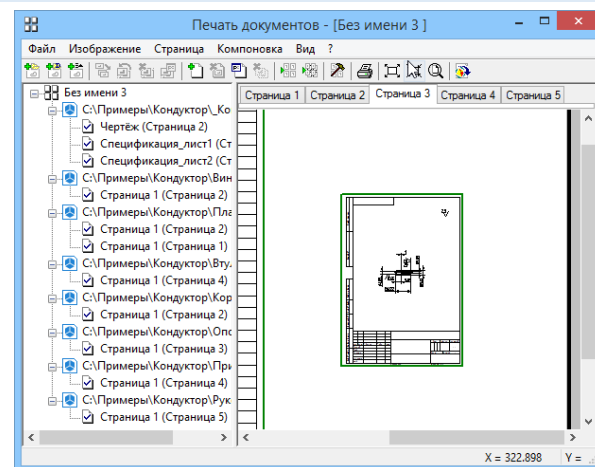 Печать документов - [Без имени 3 ]
Файл Изображение Страница Компоновка Вид ?
Без имени 3
C:\Примеры\Кондуктор\_Ко
Чертёж (Страница 2)
Спецификация_лист1 (Ст
Спецификация_лист2 (Ст
C:\Примеры\Кондуктор\Вин
Страница 1 (Страница 2)
C:\Примеры\Кондуктор\Пла
Страница 1 (Страница 2)
Страница 1 (Страница 1)
C:\Примеры\Кондуктор\Вту.
Страница 1 (Страница 4)
C:\Примеры\Кондуктор\Кор
Страница 1 (Страница 2)
C:\Примеры\Кондуктор\Опо
Страница 1 (Страница 3)
C:\Примеры\Кондуктор\При
Страница 1 (Страница 4)
C:\Примеры\Кондуктор\Рук
Страница 1 (Страница 5)
Страница 1 Страница 2 Страница 3 Страница 4 Страница 5
X = 322.898 Y =